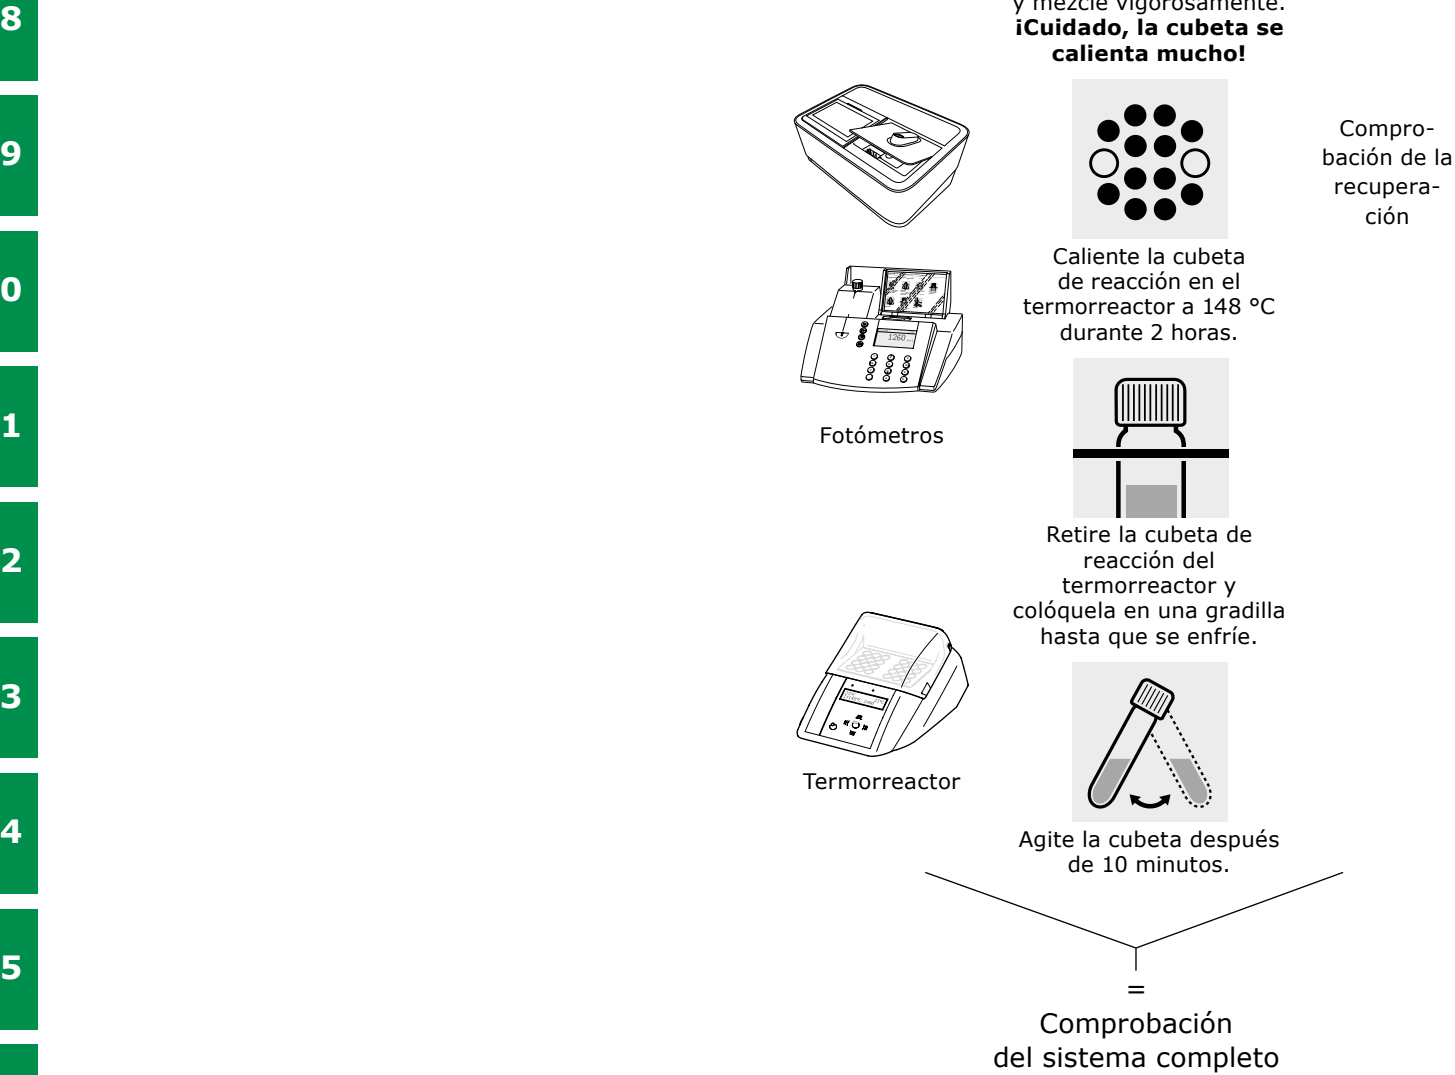 8
9
0
1
2
3
4
5
y mezcle vigorosamente.
¡Cuidado, la cubeta se
calienta mucho!
Caliente la cubeta
de reacción en el
termorreactor a 148 °C
durante 2 horas.
Retire la cubeta de
reacción del
termorreactor y
colóquela en una gradilla
hasta que se enfríe.
Agite la cubeta después
de 10 minutos.
Fotómetros
1260
Termorreactor
Compro-
bación de la
recupera-
ción
=
Comprobación
del sistema completo